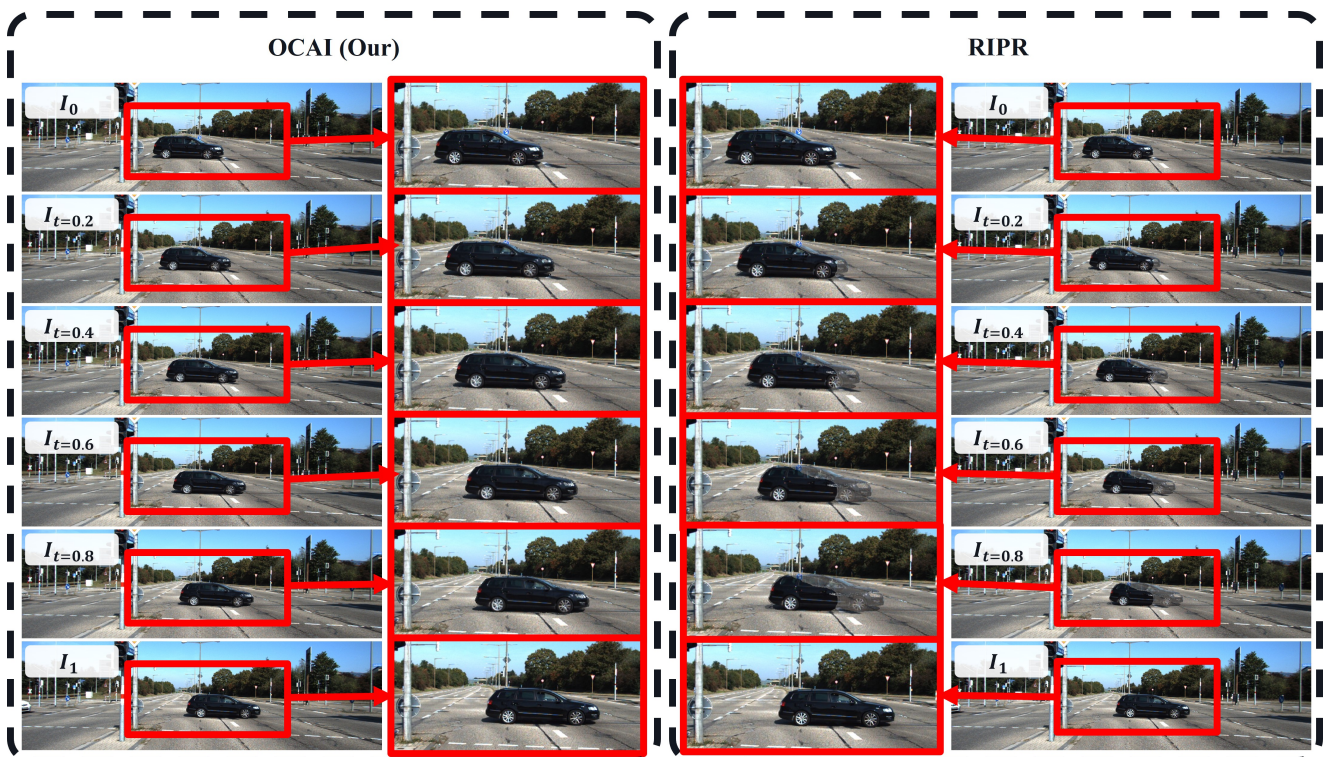 OCAI (Our)
I₀
Iₜ₌₀.₂
Iₜ₌₀.₄
Iₜ₌₀.₆
Iₜ₌₀.₈
I₁
RIPR
I₀
Iₜ₌₀.₂
Iₜ₌₀.₄
Iₜ₌₀.₆
Iₜ₌₀.₈
I₁